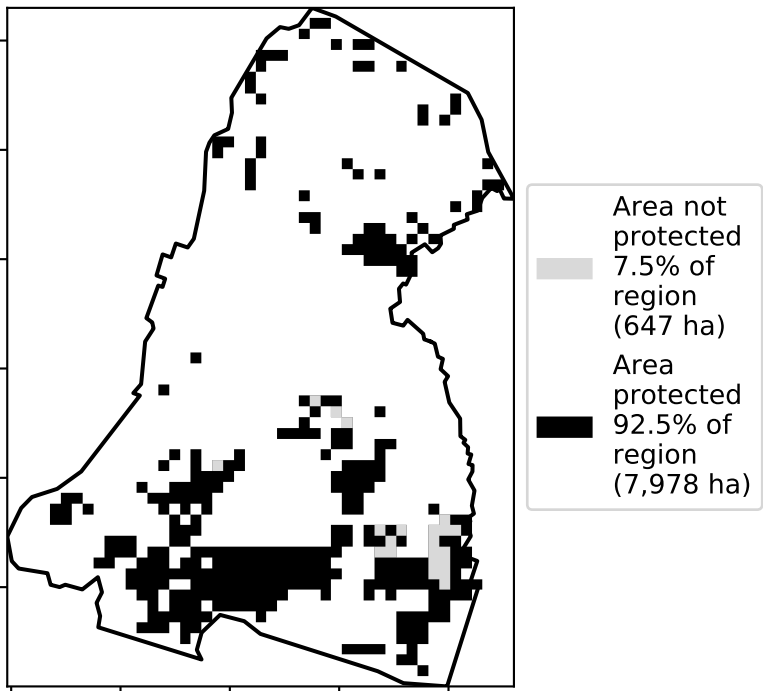 Area not
protected
7.5% of
region
(647 ha)
Area
protected
92.5% of
region
(7,978 ha)